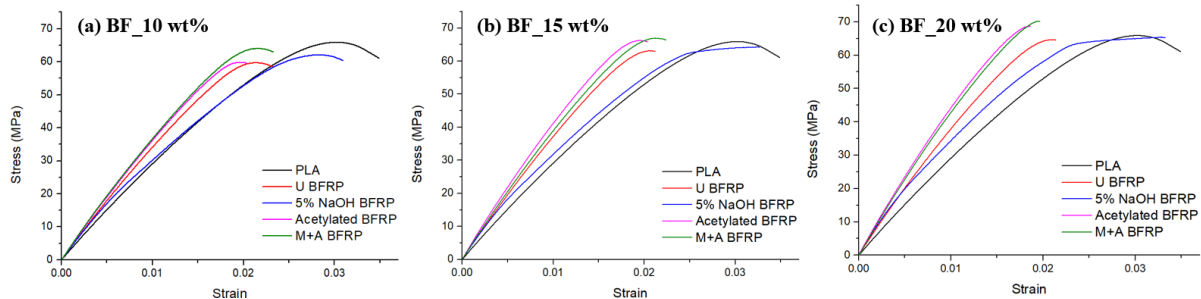 (a) BF_10 wt%
Stress (MPa)
70
60
50
40
30
20
10
0
0.00
0.01
0.02
0.03
Strain
PLA
U BFRP
5% NaOH BFRP
Acetylated BFRP
M+A BFRP
(b) BF_15 wt%
Stress (MPa)
70
60
50
40
30
20
10
0
0.00
0.01
0.02
0.03
Strain
PLA
U BFRP
5% NaOH BFRP
Acetylated BFRP
M+A BFRP
(c) BF_20 wt%
Stress (MPa)
70
60
50
40
30
20
10
0
0.00
0.01
0.02
0.03
Strain
PLA
U BFRP
5% NaOH BFRP
Acetylated BFRP
M+A BFRP